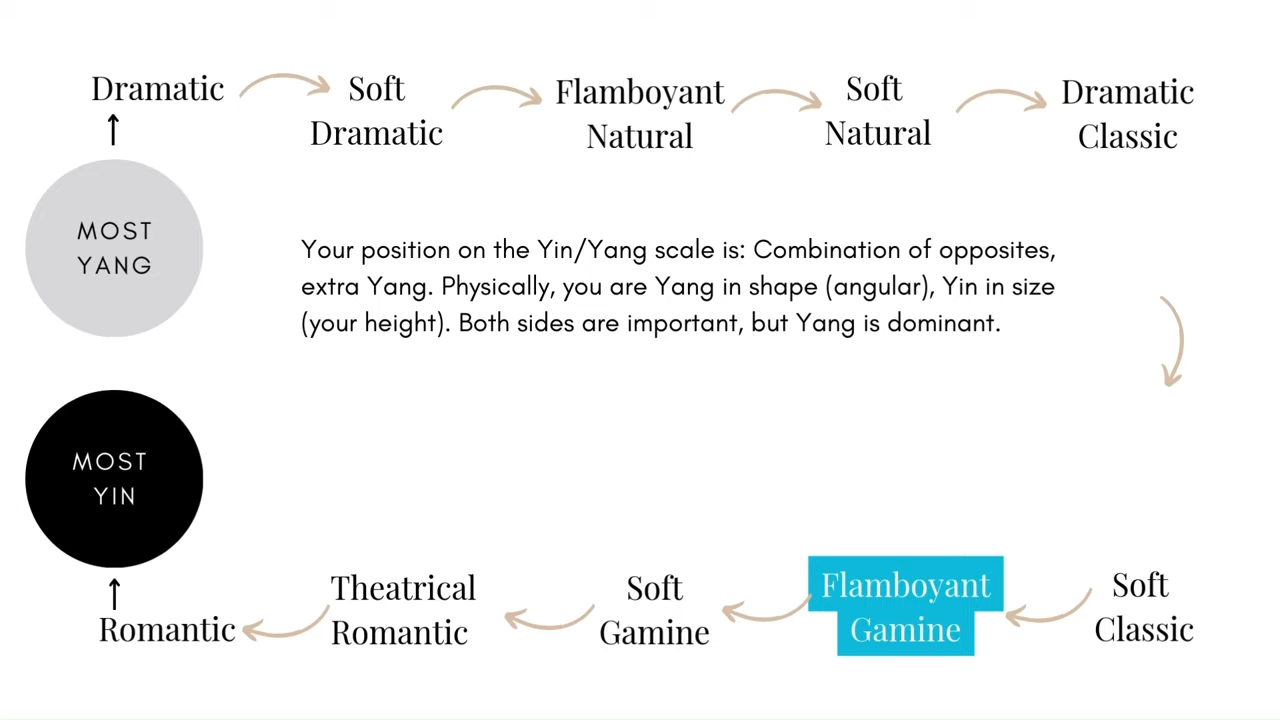 Dramatic
Soft
Dramatic
Flamboyant
Natural
Soft
Natural
Dramatic
Classic
MOST
YANG
Your position on the Yin/Yang scale is: Combination of opposites,
extra Yang. Physically, you are Yang in shape (angular), Yin in size
(your height). Both sides are important, but Yang is dominant.
MOST
YIN
Romantic
Theatrical
Romantic
Soft
Gamine
Flamboyant
Gamine
Soft
Classic